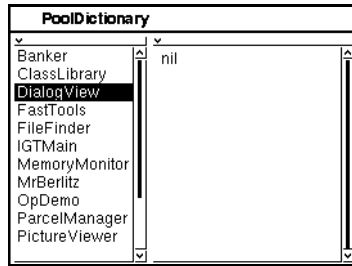 PoolDictionary
Banker
ClassLibrary
DialogView
FastTools
FileFinder
IGTMain
MemoryMonitor
MrBerlitz
OpDemo
ParcelManager
PictureViewer
nil